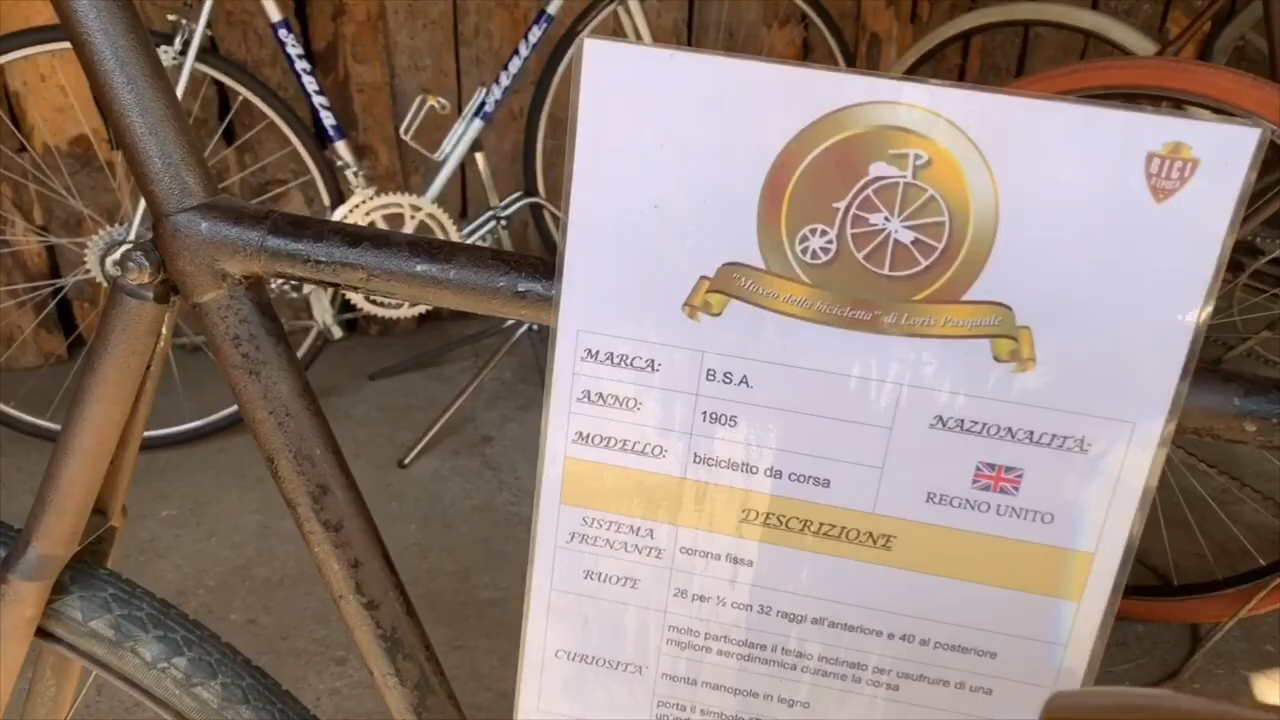 Atala
Atala
BICI
D'EPOCA
"Museo della bicicletta" di Loris Pasquale
MARCA:
B.S.A.
ANNO:
1905
MODELLO:
bicicletto da corsa
NAZIONALITÀ:
REGNO UNITO
DESCRIZIONE
SISTEMA
FRENANTE
corona fissa
RUOTE
26 per ½ con 32 raggi all'anteriore e 40 al posteriore
CURIOSITA'
molto particolare il telaio inclinato per usufruire di una
migliore aerodinamica durante la corsa
monta manopole in legno
porta il simbolo